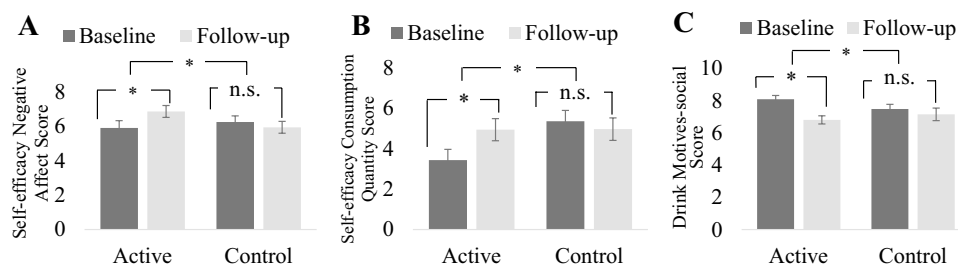 A
Baseline Follow-up
Self-efficacy Negative
Affect Score
8
6
4
2
0
*
*
n.s.
Active Control
B
Baseline Follow-up
Self-efficacy Consumption
Quantity Score
8
6
4
2
0
*
*
n.s.
Active Control
C
Baseline Follow-up
Drink Motives-social
Score
10
8
6
4
2
0
*
*
n.s.
Active Control